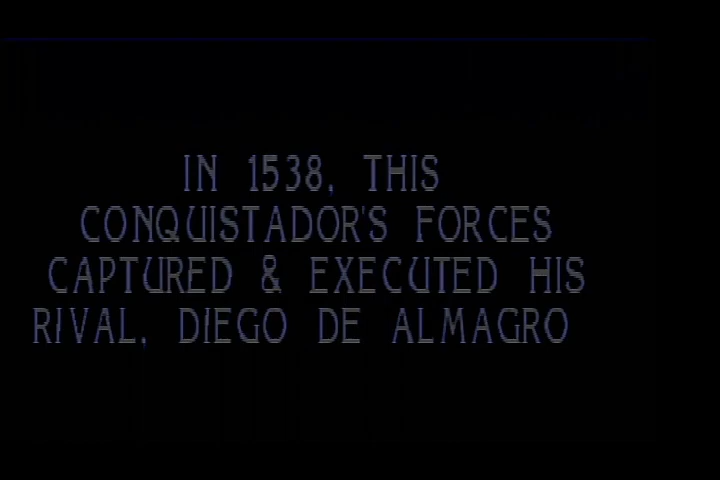 IN 1538, THIS
CONQUISTADOR'S FORCES
CAPTURED & EXECUTED HIS
RIVAL, DIEGO DE ALMAGRO